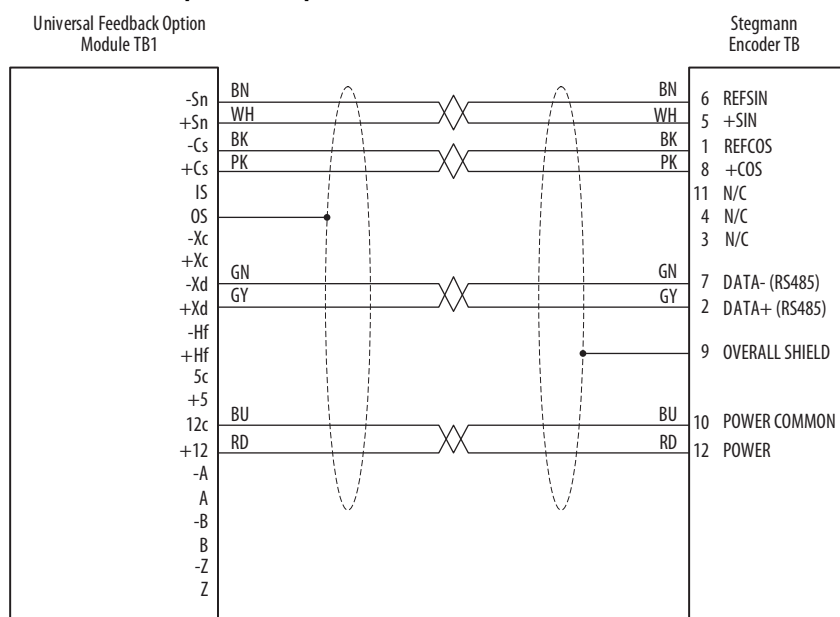 Universal Feedback Option
Module TB1
Stegmann
Encoder TB
-Sn BN BN 6 REFSIN
+Sn WH WH 5 +SIN
-Cs BK BK 1 REFCOS
+Cs PK PK 8 +COS
IS 11 N/C
OS 4 N/C
-Xc 3 N/C
+Xc
-Xd GN GN 7 DATA- (RS485)
+Xd GY GY 2 DATA+ (RS485)
-Hf
+Hf 9 OVERALL SHIELD
5c
+5
12c BU BU 10 POWER COMMON
+12 RD RD 12 POWER
-A
A
-B
B
-Z
Z